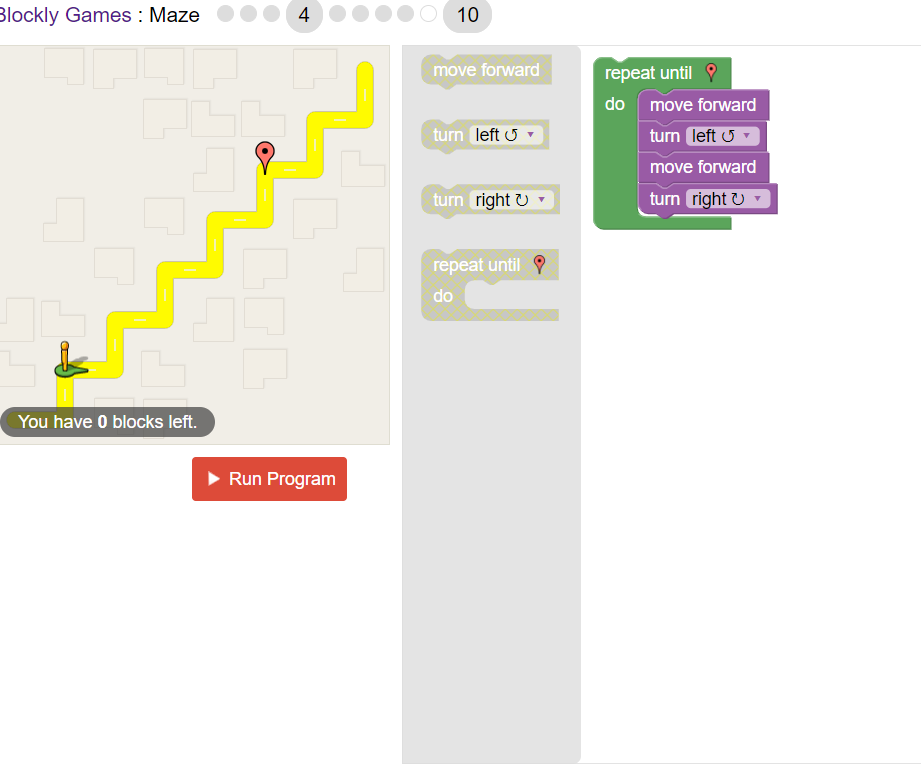 Blockly Games : Maze 4 10
move forward
turn left ↺ ▾
turn right ↻ ▾
repeat until
do
repeat until
do
move forward
turn left ↺ ▾
move forward
turn right ↻ ▾
You have 0 blocks left.
Run Program